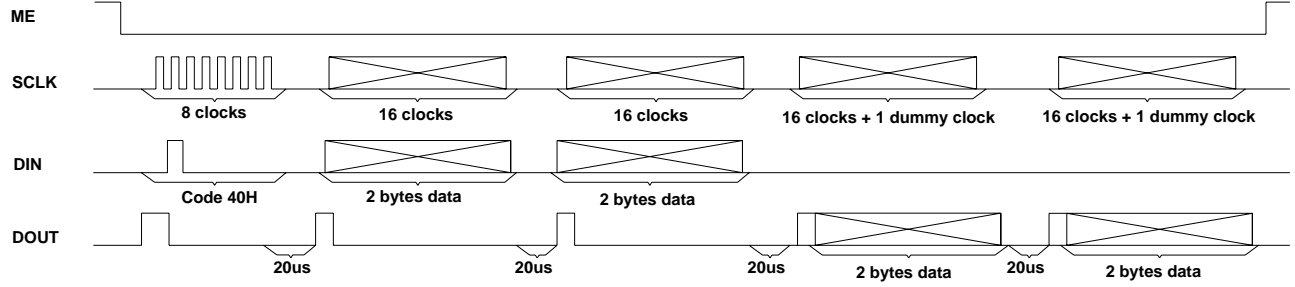 ME
SCLK
8 clocks
16 clocks
16 clocks
16 clocks + 1 dummy clock
16 clocks + 1 dummy clock
DIN
Code 40H
2 bytes data
2 bytes data
DOUT
20us
20us
20us
2 bytes data
20us
2 bytes data